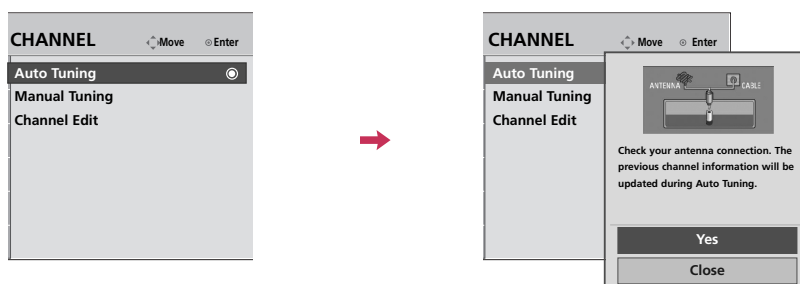 CHANNEL Move Enter
Auto Tuning
Manual Tuning
Channel Edit
CHANNEL Move Enter
Auto Tuning
Manual Tuning
Channel Edit
ANTENNA CABLE
Check your antenna connection. The
previous channel information will be
updated during Auto Tuning.
Yes
Close